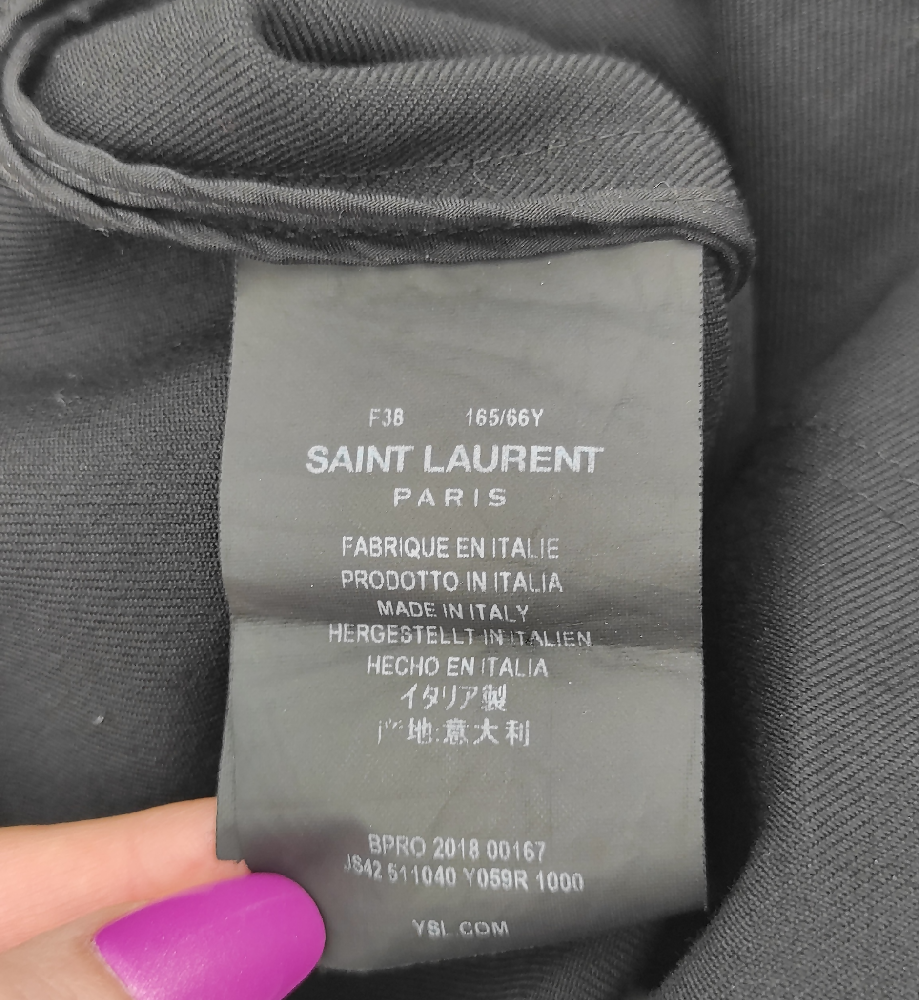 F38 165/66Y
SAINT LAURENT
PARIS
FABRIQUE EN ITALIE
PRODOTTO IN ITALIA
MADE IN ITALY
HERGESTELLT IN ITALIEN
HECHO EN ITALIA
イタリア製
地:意大利
BPRO 2018 00167
JS42 511040 Y059R 1000
YSL.COM